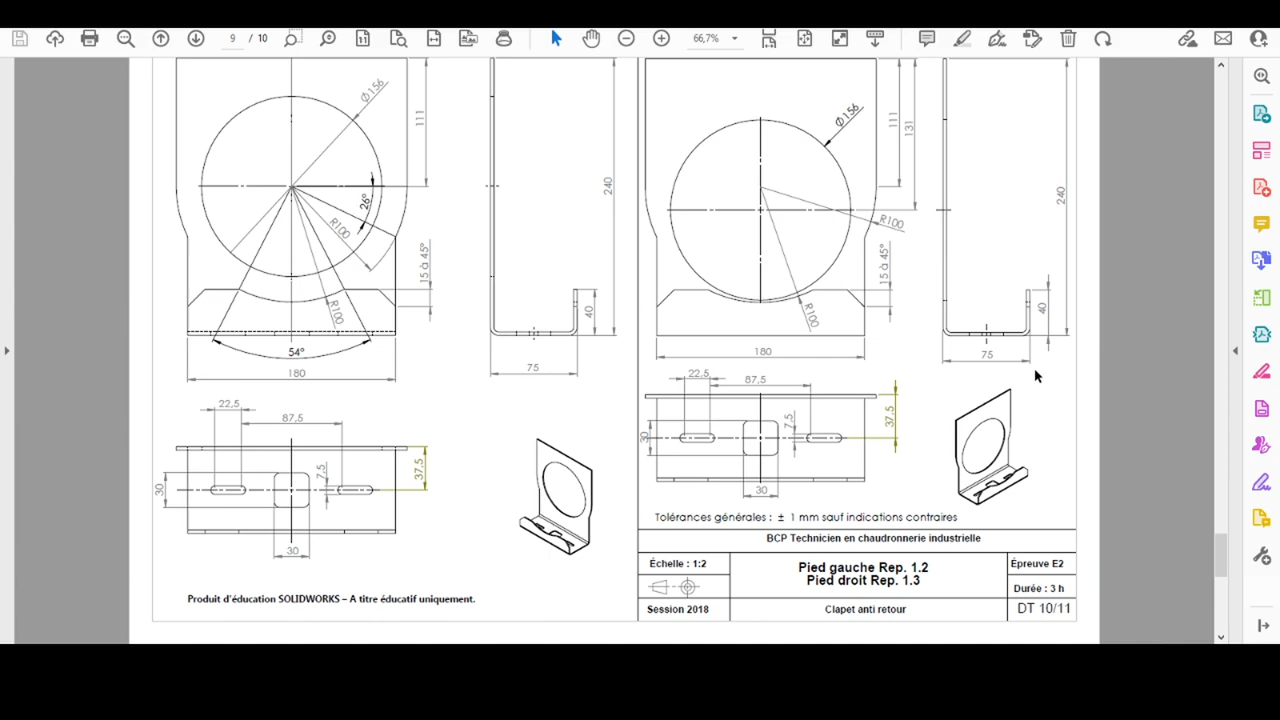 9 / 10
66,7%
Ø156
111
26°
R100
15 à 45°
R100
54°
180
240
40
75
Ø156
111
131
R100
15 à 45°
R100
180
240
40
75
22,5
87,5
7,5
30
37,5
30
22,5
87,5
7,5
30
37,5
30
Tolérances générales : ± 1 mm sauf indications contraires
BCP Technicien en chaudronnerie industrielle
Échelle : 1:2
Pied gauche Rep. 1.2
Pied droit Rep. 1.3
Épreuve E2
Durée : 3 h
Session 2018
Clapet anti retour
DT 10/11
Produit d'éducation SOLIDWORKS – A titre éducatif uniquement.